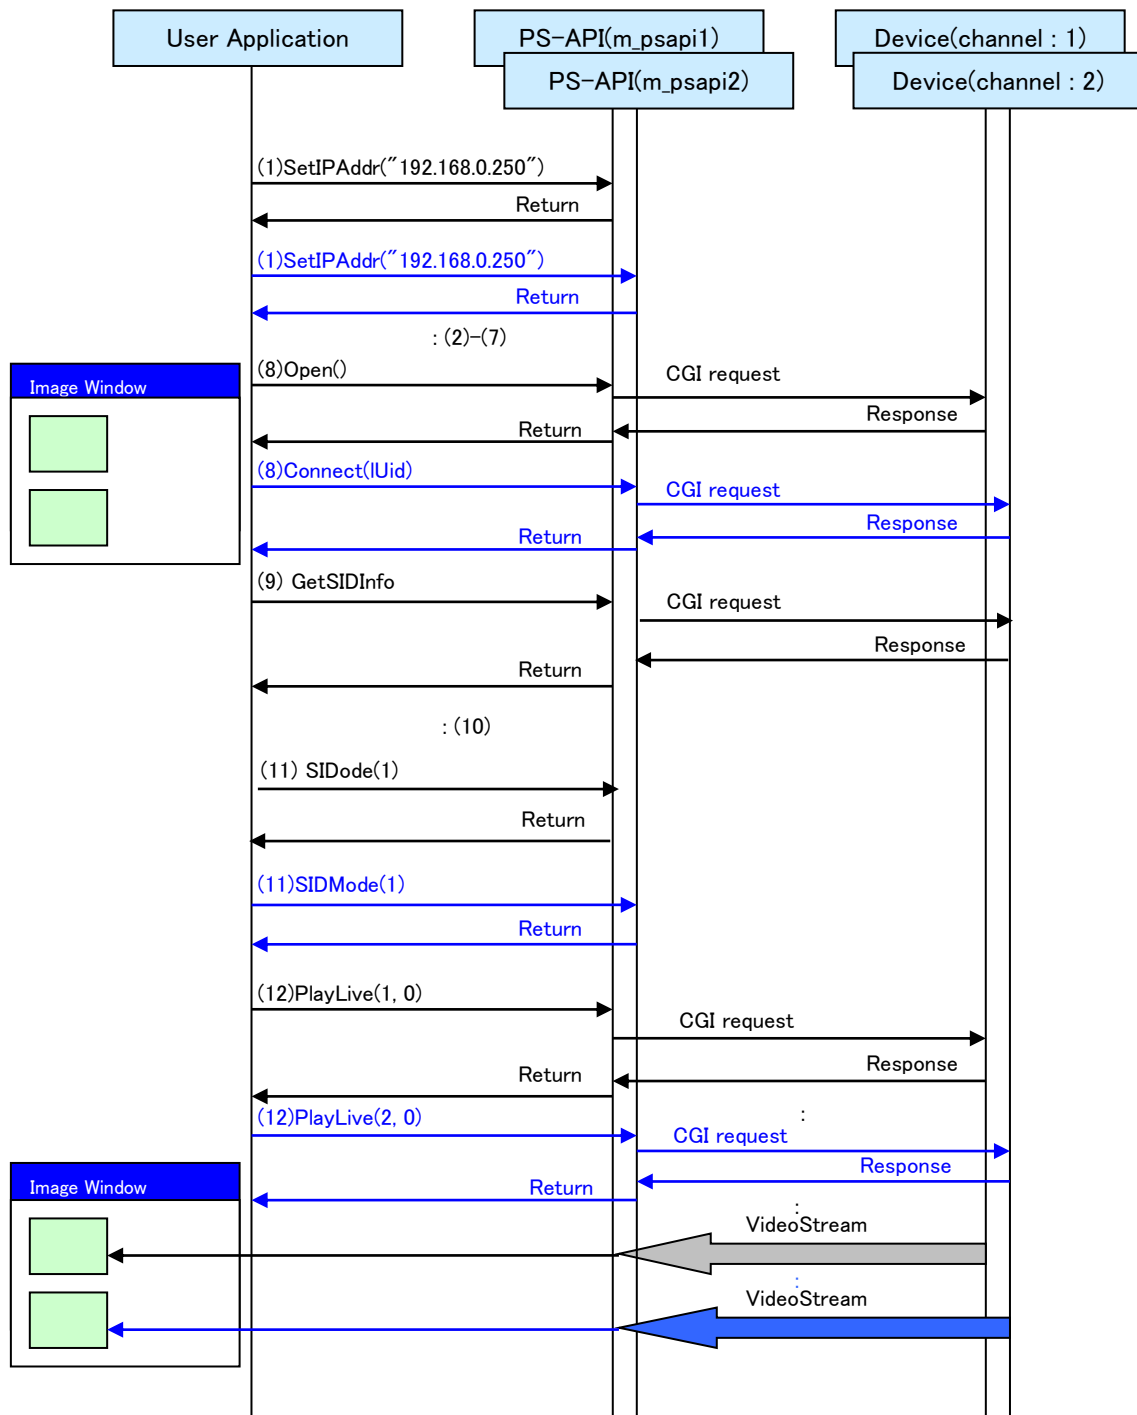 User Application
PS-API(m_psapi1)
Device(channel : 1)
PS-API(m_psapi2)
Device(channel : 2)
(1)SetIPAddr("192.168.0.250")
Return
(1)SetIPAddr("192.168.0.250")
Return
: (2)-(7)
(8)Open()
CGI request
Image Window
Response
Return
(8)Connect(lUid)
CGI request
Response
Return
(9) GetSIDInfo
CGI request
Response
Return
: (10)
(11) SIDode(1)
Return
(11)SIDMode(1)
Return
(12)PlayLive(1, 0)
CGI request
Response
Return
(12)PlayLive(2, 0)
:
CGI request
Response
Image Window
Return
:
VideoStream
:
VideoStream